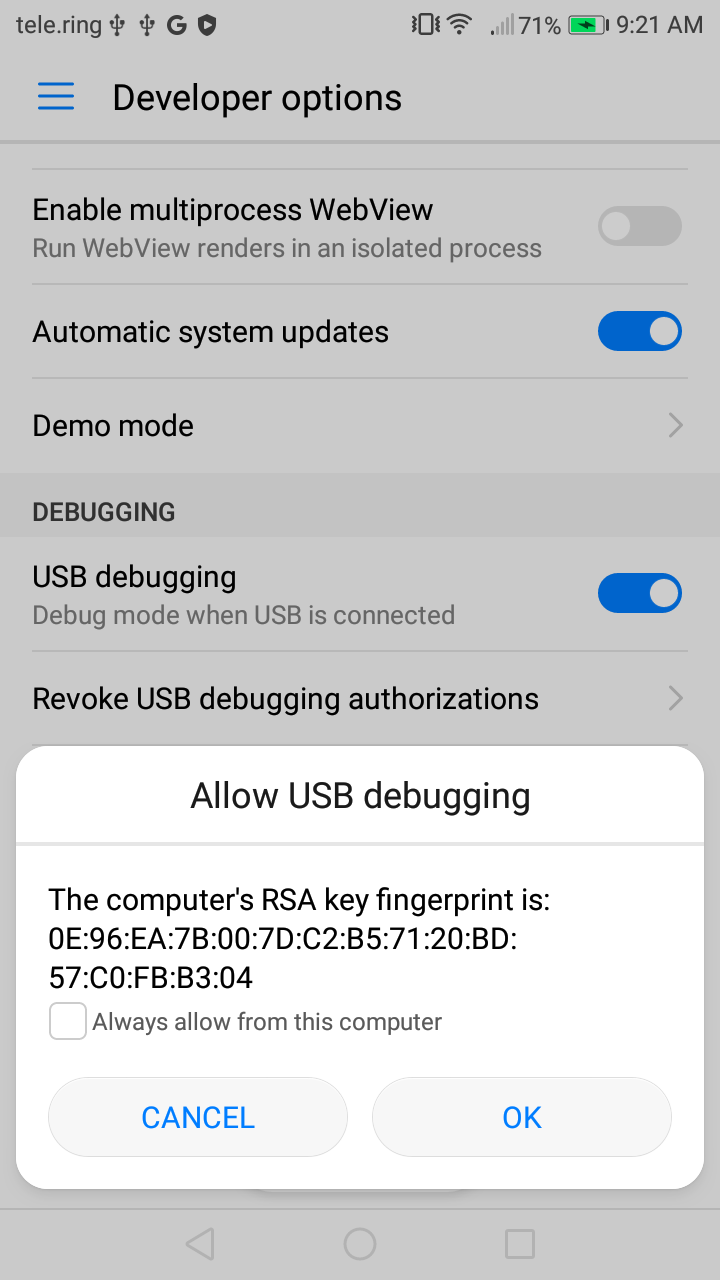 tele.ring 71% 9:21 AM
Developer options
Enable multiprocess WebView
Run WebView renders in an isolated process
Automatic system updates
Demo mode
DEBUGGING
USB debugging
Debug mode when USB is connected
Revoke USB debugging authorizations
Allow USB debugging
The computer's RSA key fingerprint is:
0E:96:EA:7B:00:7D:C2:B5:71:20:BD:
57:C0:FB:B3:04
Always allow from this computer
CANCEL OK